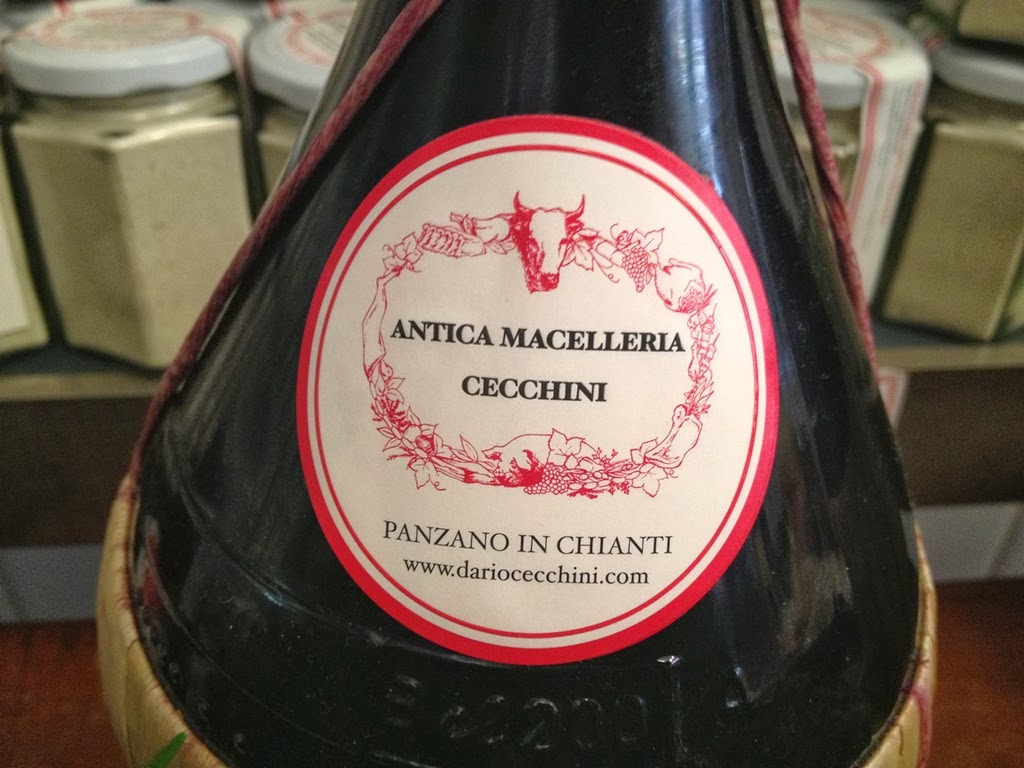 ANTICA MACELLERIA
CECCHINI
PANZANO IN CHIANTI
www.dariocecchini.com